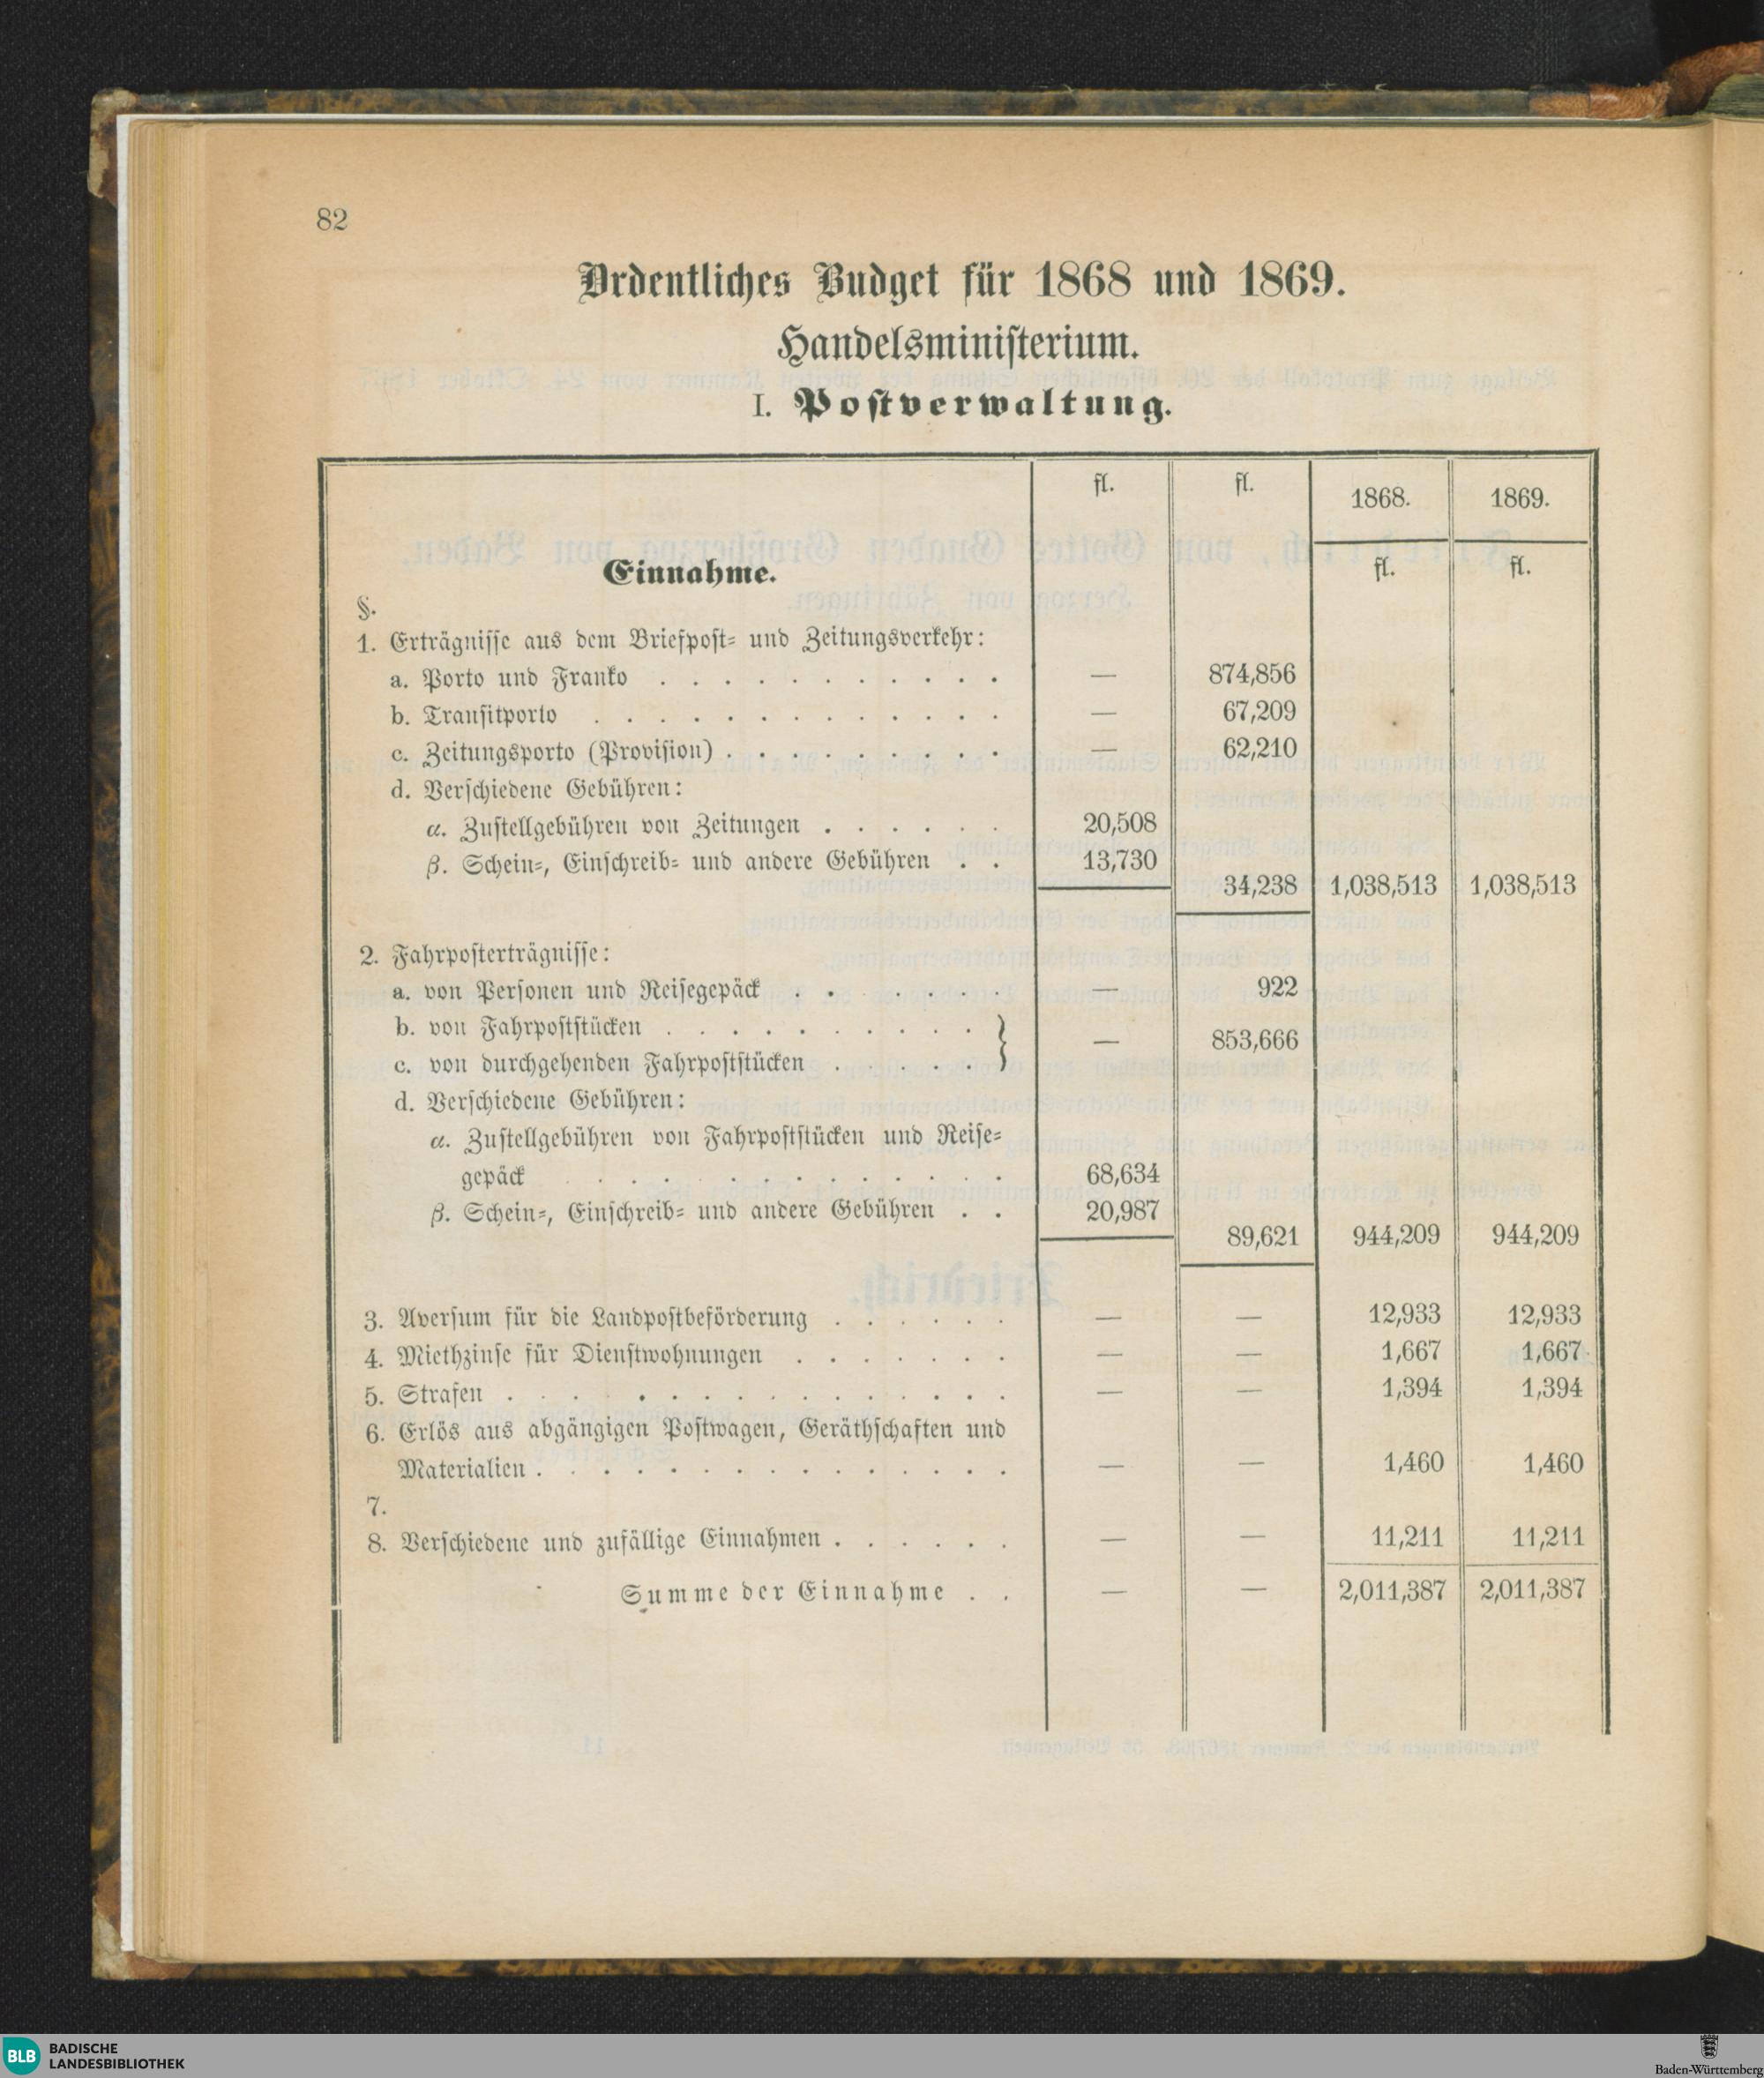 82
Ordentliches Budget für 1868 und 1869.
Handelsministerium.
I. Postverwaltung.
fl. fl. 1868. 1869.
Einnahme. fl. fl.
§.
1. Erträgnisse aus dem Briefpost- und Zeitungsverkehr:
a. Porto und Franko . . . . . . . . . . . — 874,856
b. Transitporto . . . . . . . . . . . . . — 67,209
c. Zeitungsporto (Provision) . . . . . . . . . — 62,210
d. Verschiedene Gebühren:
α. Zustellgebühren von Zeitungen . . . . . . 20,508
β. Schein-, Einschreib- und andere Gebühren . . 13,730
34,238 1,038,513 1,038,513
2. Fahrposterträgnisse:
a. von Personen und Reisegepäck . . . . . . . — 922
b. von Fahrpoststücken . . . . . . . . . . } — 853,666
c. von durchgehenden Fahrpoststücken . . . . .
d. Verschiedene Gebühren:
α. Zustellgebühren von Fahrpoststücken und Reise-
gepäck . . . . . . . . . . . . . 68,634
β. Schein-, Einschreib- und andere Gebühren . . 20,987
89,621 944,209 944,209
3. Aversum für die Landpostbeförderung . . . . . . — — 12,933 12,933
4. Miethzinse für Dienstwohnungen . . . . . . . — — 1,667 1,667
5. Strafen . . . . . . . . . . . . . . . — — 1,394 1,394
6. Erlös aus abgängigen Postwagen, Geräthschaften und
Materialien . . . . . . . . . . . . . . . — — 1,460 1,460
7.
8. Verschiedene und zufällige Einnahmen . . . . . . — — 11,211 11,211
Summe der Einnahme . . — — 2,011,387 2,011,387
BLB BADISCHE
LANDESBIBLIOTHEK
Baden-Württemberg